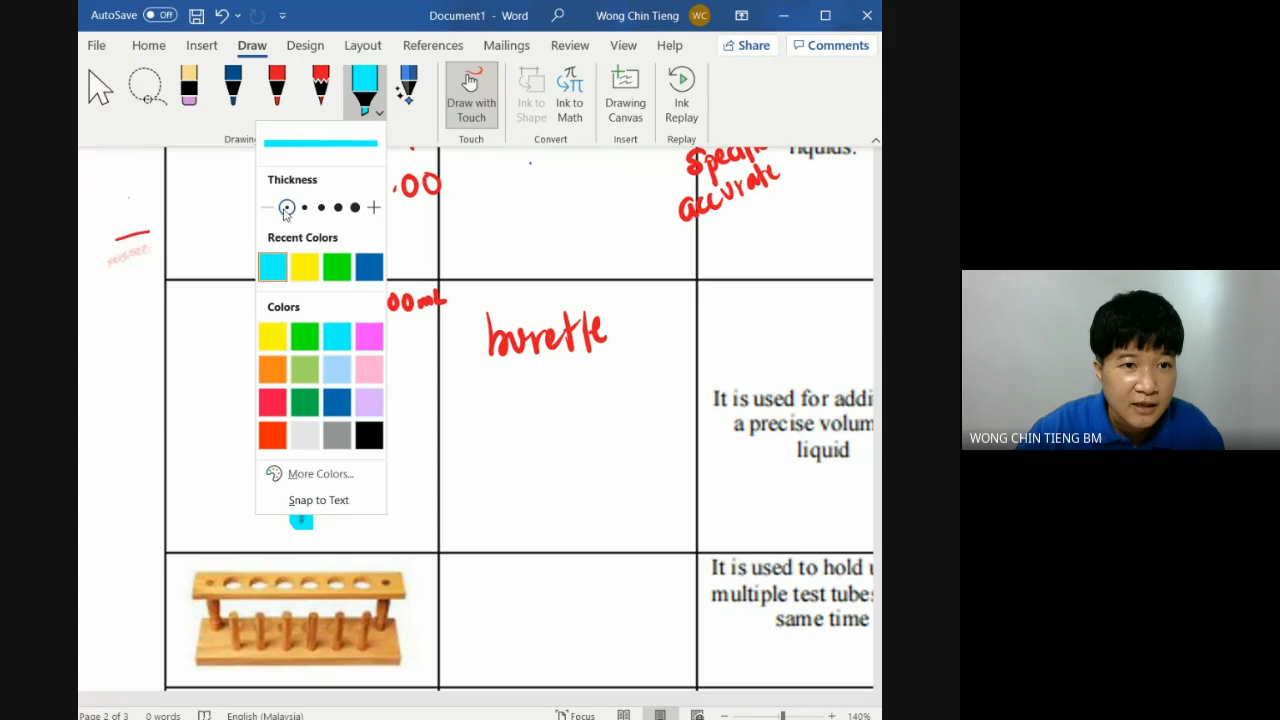 AutoSave Off
Document1 - Word
Wong Chin Tieng WC
File Home Insert Draw Design Layout References Mailings Review View Help Share Comments
Draw with Touch
Ink to Shape
Ink to Math
Drawing Canvas
Ink Replay
Touch
Convert
Insert
Replay
Thickness
Recent Colors
Colors
More Colors...
Snap to Text
.00
accurate
liquids.
00mL
burette
It is used for addi
a precise volum
liquid
It is used to hold u
multiple test tube
same time
WONG CHIN TIENG BM
Page 2 of 3 0 words English (Malaysia) Focus 140%